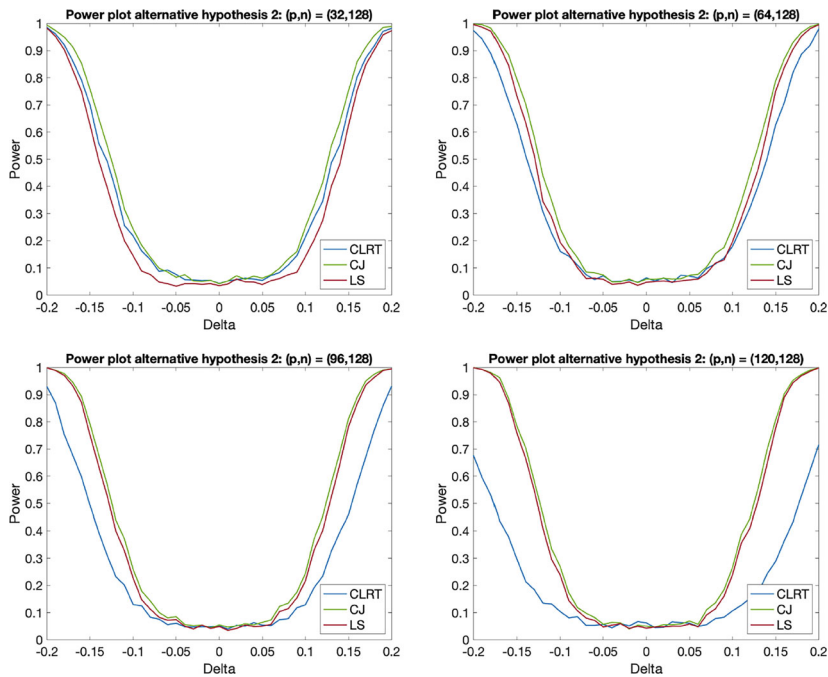 Power plot alternative hypothesis 2: (p,n) = (32,128)
Power
1
0.9
0.8
0.7
0.6
0.5
0.4
0.3
0.2
0.1
0
CLRT
CJ
LS
-0.2 -0.15 -0.1 -0.05 0 0.05 0.1 0.15 0.2
Delta
Power plot alternative hypothesis 2: (p,n) = (64,128)
Power
1
0.9
0.8
0.7
0.6
0.5
0.4
0.3
0.2
0.1
0
CLRT
CJ
LS
-0.2 -0.15 -0.1 -0.05 0 0.05 0.1 0.15 0.2
Delta
Power plot alternative hypothesis 2: (p,n) = (96,128)
Power
1
0.9
0.8
0.7
0.6
0.5
0.4
0.3
0.2
0.1
0
CLRT
CJ
LS
-0.2 -0.15 -0.1 -0.05 0 0.05 0.1 0.15 0.2
Delta
Power plot alternative hypothesis 2: (p,n) = (120,128)
Power
1
0.9
0.8
0.7
0.6
0.5
0.4
0.3
0.2
0.1
0
CLRT
CJ
LS
-0.2 -0.15 -0.1 -0.05 0 0.05 0.1 0.15 0.2
Delta